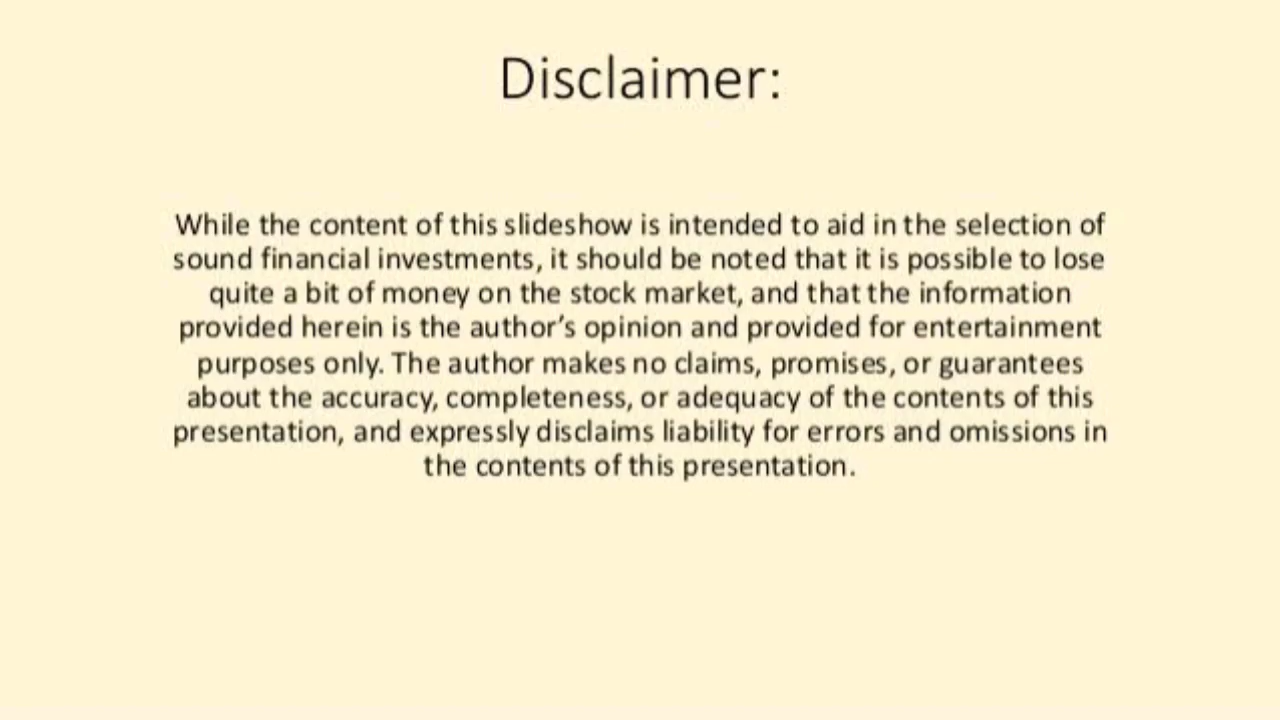 Disclaimer:
While the content of this slideshow is intended to aid in the selection of
sound financial investments, it should be noted that it is possible to lose
quite a bit of money on the stock market, and that the information
provided herein is the author’s opinion and provided for entertainment
purposes only. The author makes no claims, promises, or guarantees
about the accuracy, completeness, or adequacy of the contents of this
presentation, and expressly disclaims liability for errors and omissions in
the contents of this presentation.